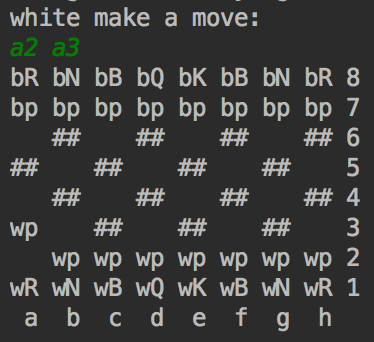 white make a move:
a2 a3
bR bN bB bQ bK bB bN bR 8
bp bp bp bp bp bp bp bp 7
   ##    ##    ##    ## 6
##    ##    ##    ##    5
   ##    ##    ##    ## 4
wp    ##    ##    ##    3
   wp wp wp wp wp wp wp 2
wR wN wB wQ wK wB wN wR 1
 a  b  c  d  e  f  g  h